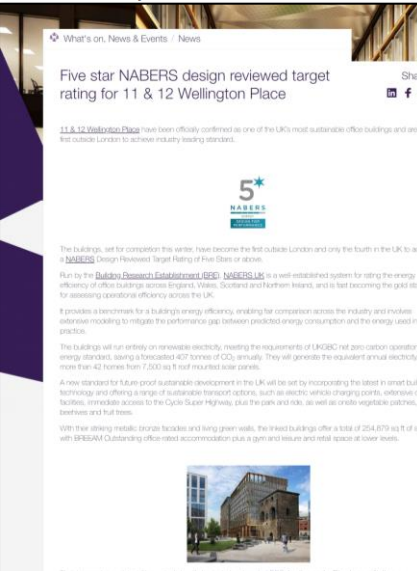 What's on, News & Events / News
Five star NABERS design reviewed target
rating for 11 & 12 Wellington Place
Sha
in f
11 & 12 Wellington Place have been officially confirmed as one of the UK's most sustainable office buildings and are
first outside London to achieve industry leading standard.
5*
NABERS
DESIGN FOR
PERFORMANCE
The buildings, set for completion this winter, have become the first outside London and only the fourth in the UK to a
a NABERS Design Reviewed Target Rating of Five Stars or above.
Run by the Building Research Establishment (BRE), NABERS UK is a well-established system for rating the energy
efficiency of office buildings across England, Wales, Scotland and Northern Ireland, and is fast becoming the gold sta
for assessing operational efficiency across the UK.
It provides a benchmark for a building's energy efficiency, enabling fair comparison across the industry and involves
extensive modelling to mitigate the performance gap between predicted energy consumption and the energy used in
practice.
The buildings will run entirely on renewable electricity, meeting the requirements of UKGBC net zero carbon operation
energy standard, saving a forecasted 407 tonnes of CO₂ annually. They will generate the equivalent annual electricity
more than 42 homes from 7,500 sq ft roof mounted solar panels.
A new standard for future proof sustainable development in the UK will be set by incorporating the latest in smart buil
technology and offering a range of sustainable transport options, such as electric vehicle charging points, extensive
facilities, immediate access to the Cycle Super Highway, plus the park and ride, as well as onsite vegetable patches,
beehives and fruit trees.
With their striking metallic bronze facades and living green walls, the linked buildings offer a total of 254,679 sq ft of s
with BREEAM Outstanding office-rated accommodation plus a gym and leisure and retail space at lower levels.